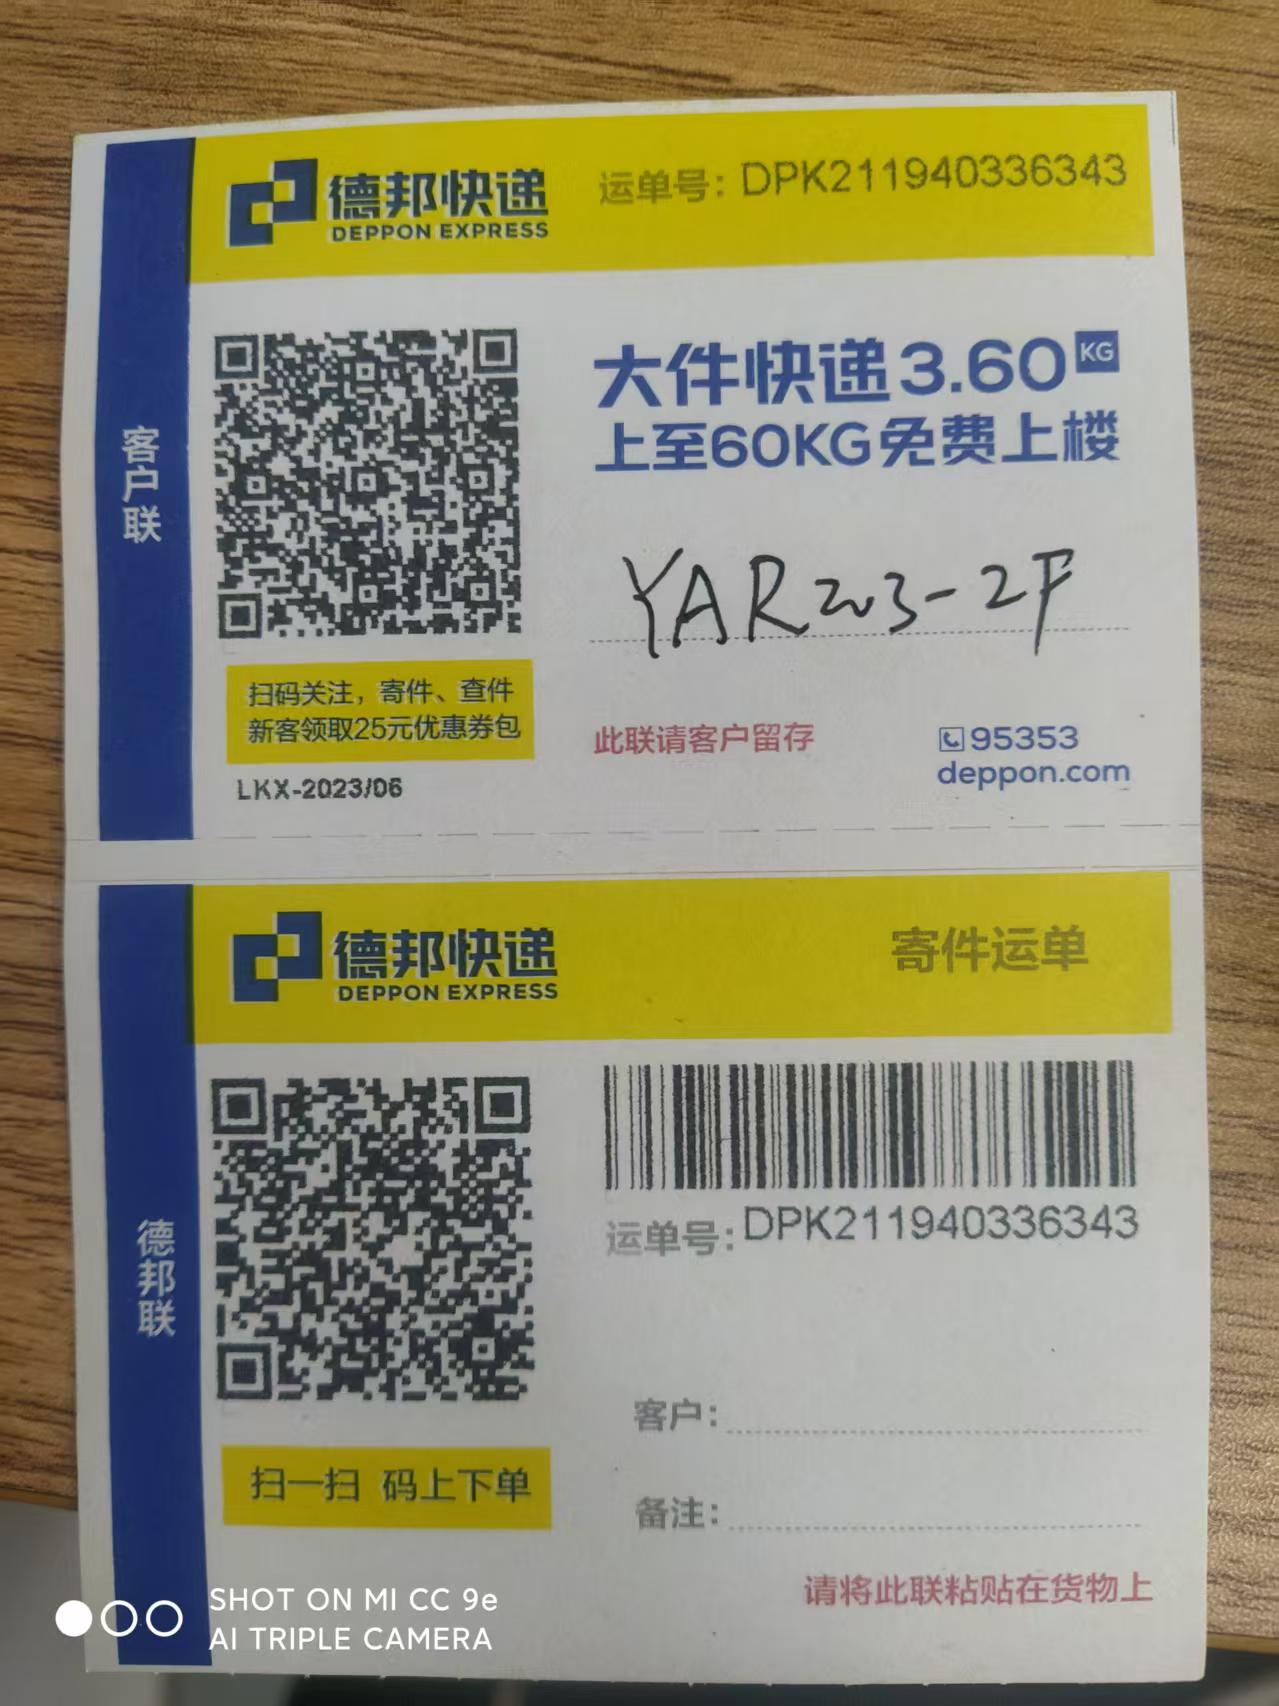 德邦快递
DEPPON EXPRESS
运单号：DPK211940336343
客户联
大件快递3.60KG
上至60KG免费上楼
YAR203-2F
扫码关注，寄件、查件
新客领取25元优惠券包
LKX-2023/06
此联请客户留存
95353
deppon.com
德邦快递
DEPPON EXPRESS
寄件运单
德邦联
运单号：DPK211940336343
客户：
备注：
扫一扫 码上下单
请将此联粘贴在货物上
SHOT ON MI CC 9e
AI TRIPLE CAMERA